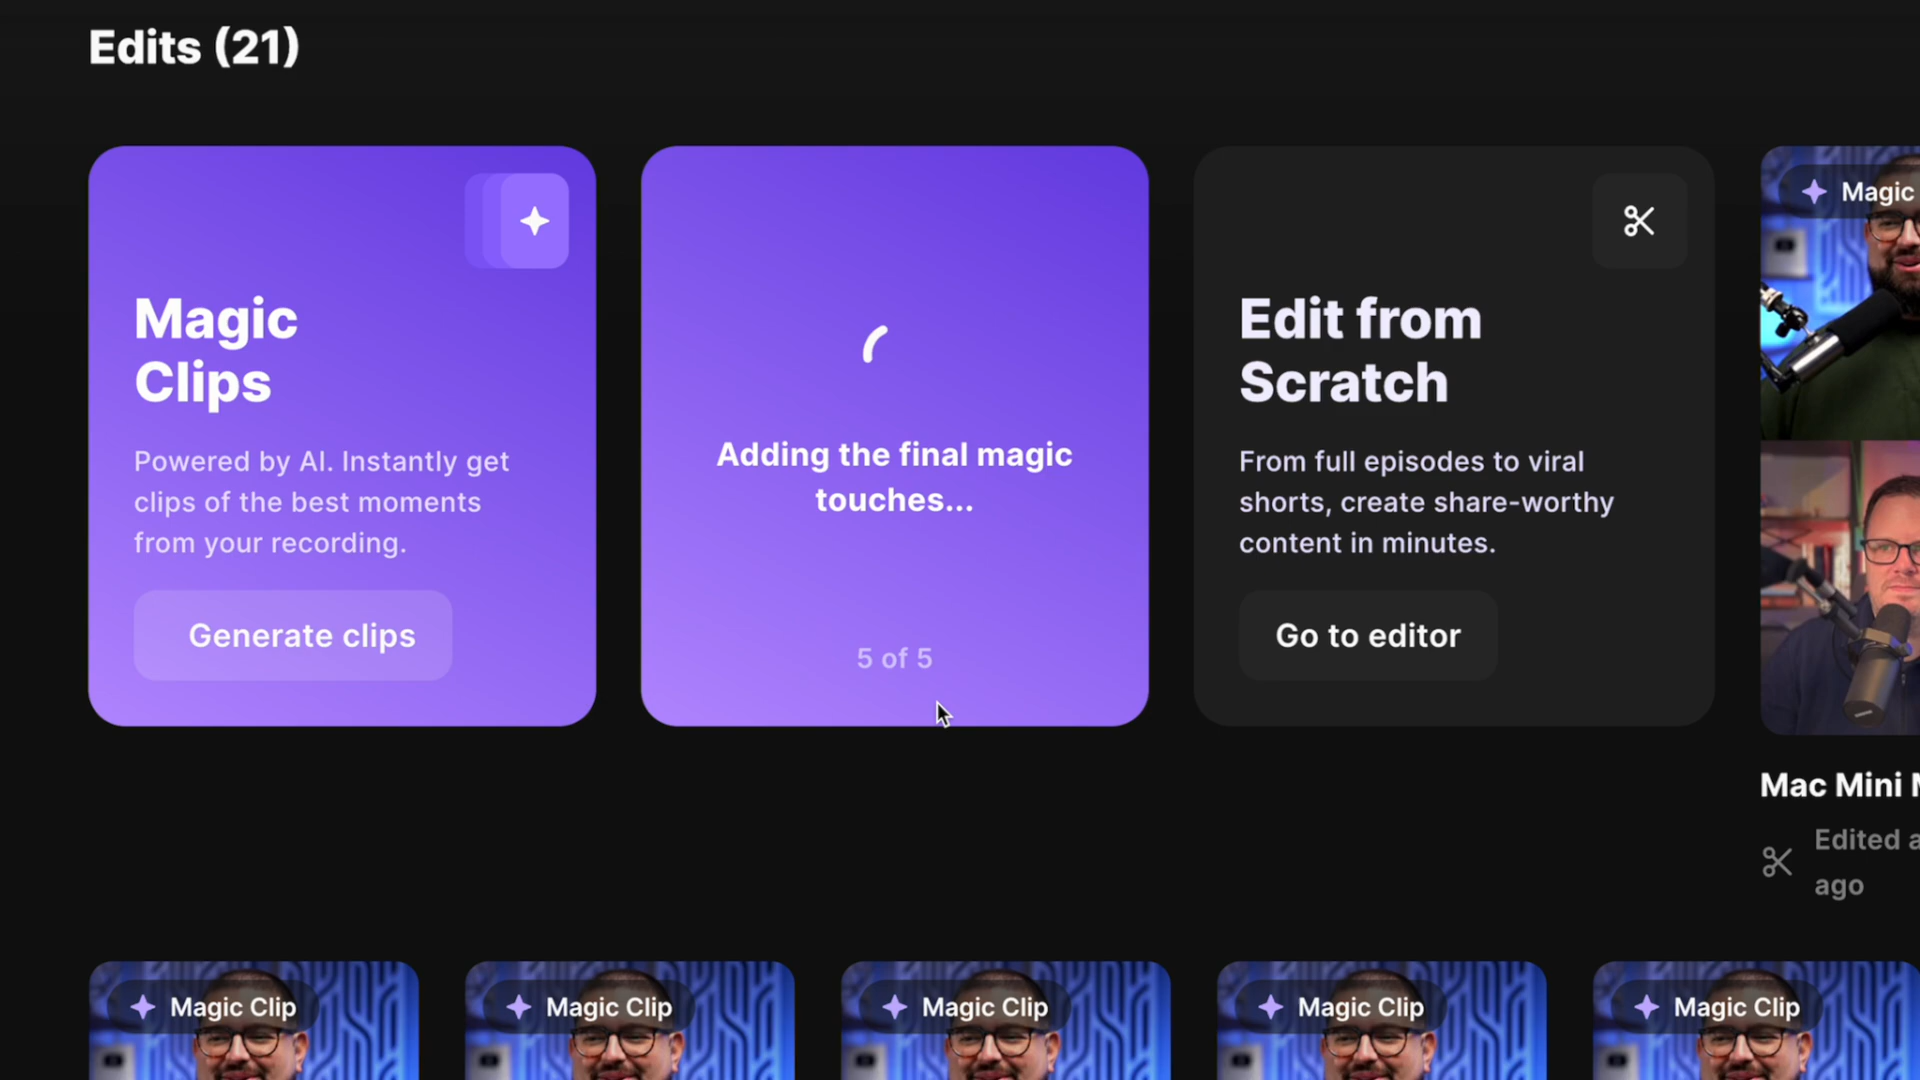 Edits (21)
Magic
Clips
Powered by AI. Instantly get
clips of the best moments
from your recording.
Generate clips
Adding the final magic
touches...
5 of 5
Edit from
Scratch
From full episodes to viral
shorts, create share-worthy
content in minutes.
Go to editor
Magic
Mac Mini
Edited
ago
Magic Clip
Magic Clip
Magic Clip
Magic Clip
Magic Clip